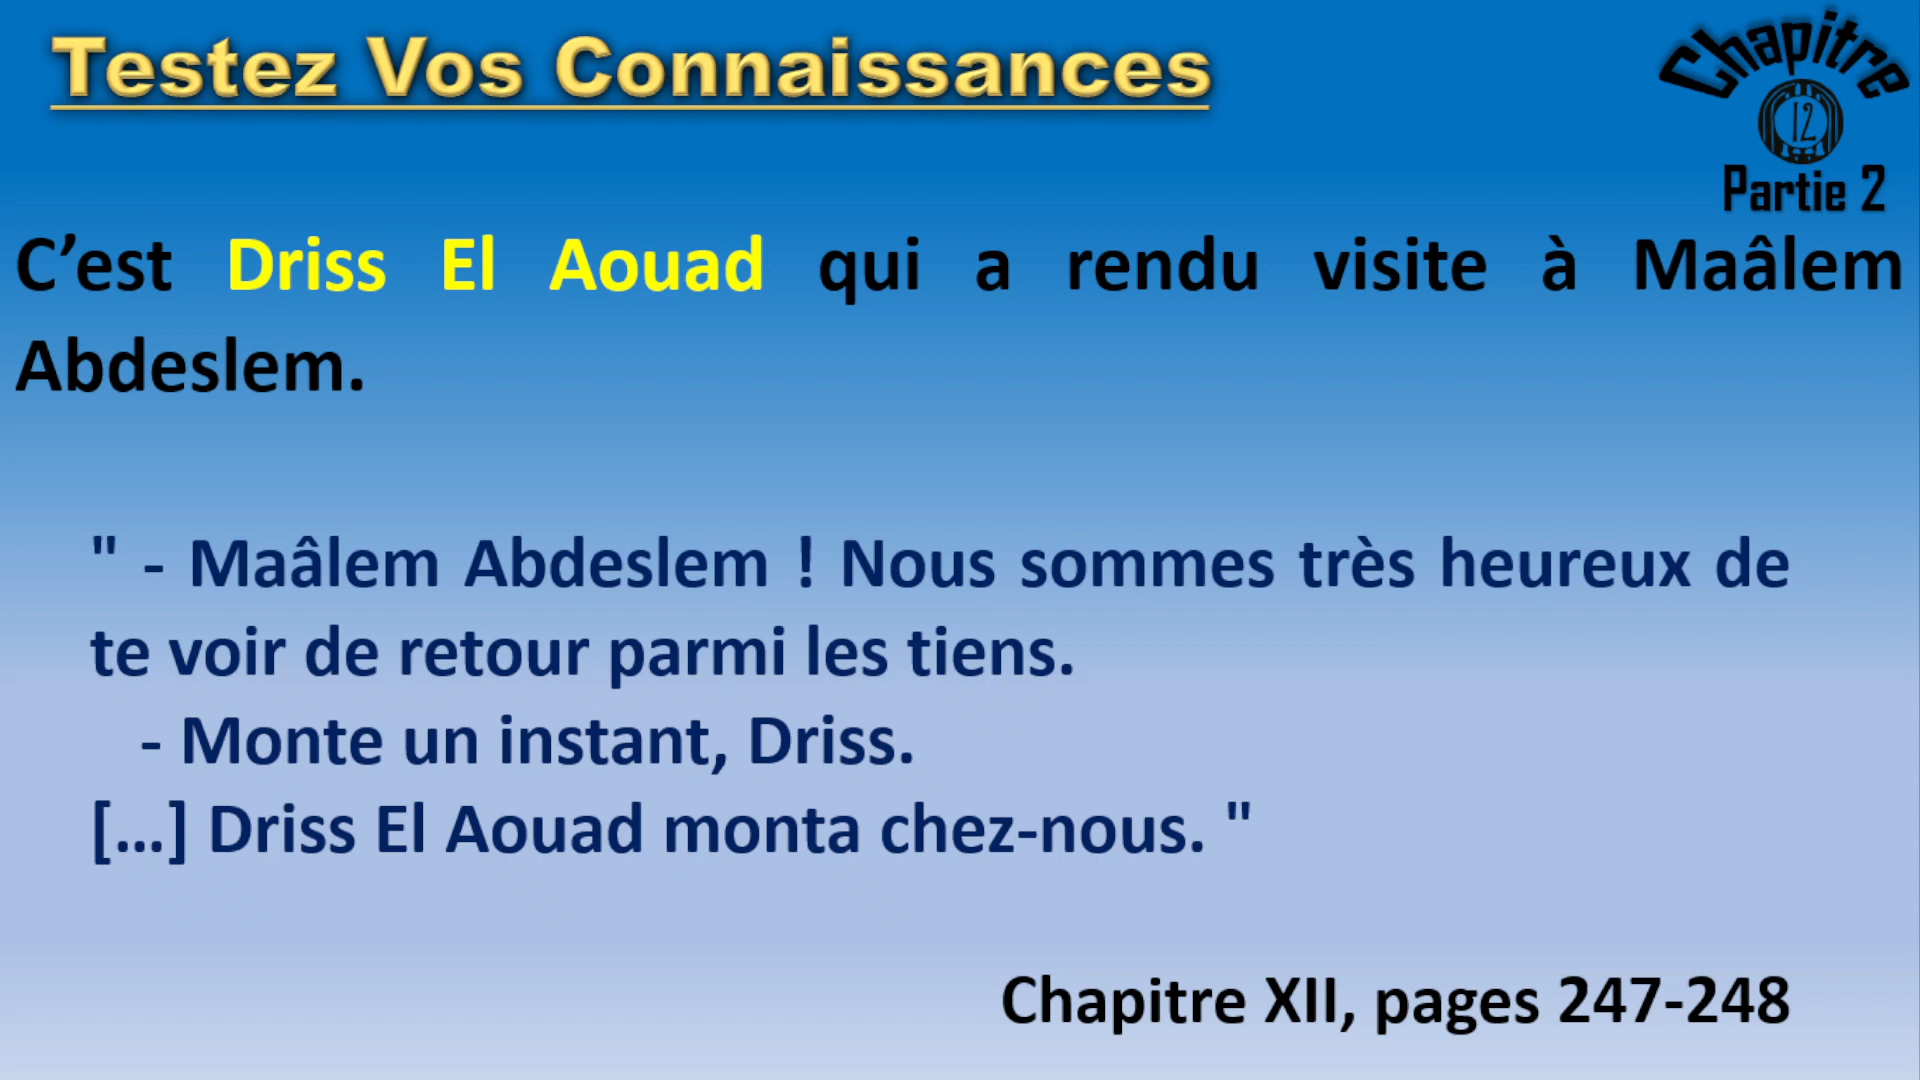 Testez Vos Connaissances
Chapitre
12
Partie 2
C’est Driss El Aouad qui a rendu visite à Maâlem
Abdeslem.
" - Maâlem Abdeslem ! Nous sommes très heureux de
te voir de retour parmi les tiens.
- Monte un instant, Driss.
[...] Driss El Aouad monta chez-nous. "
Chapitre XII, pages 247-248